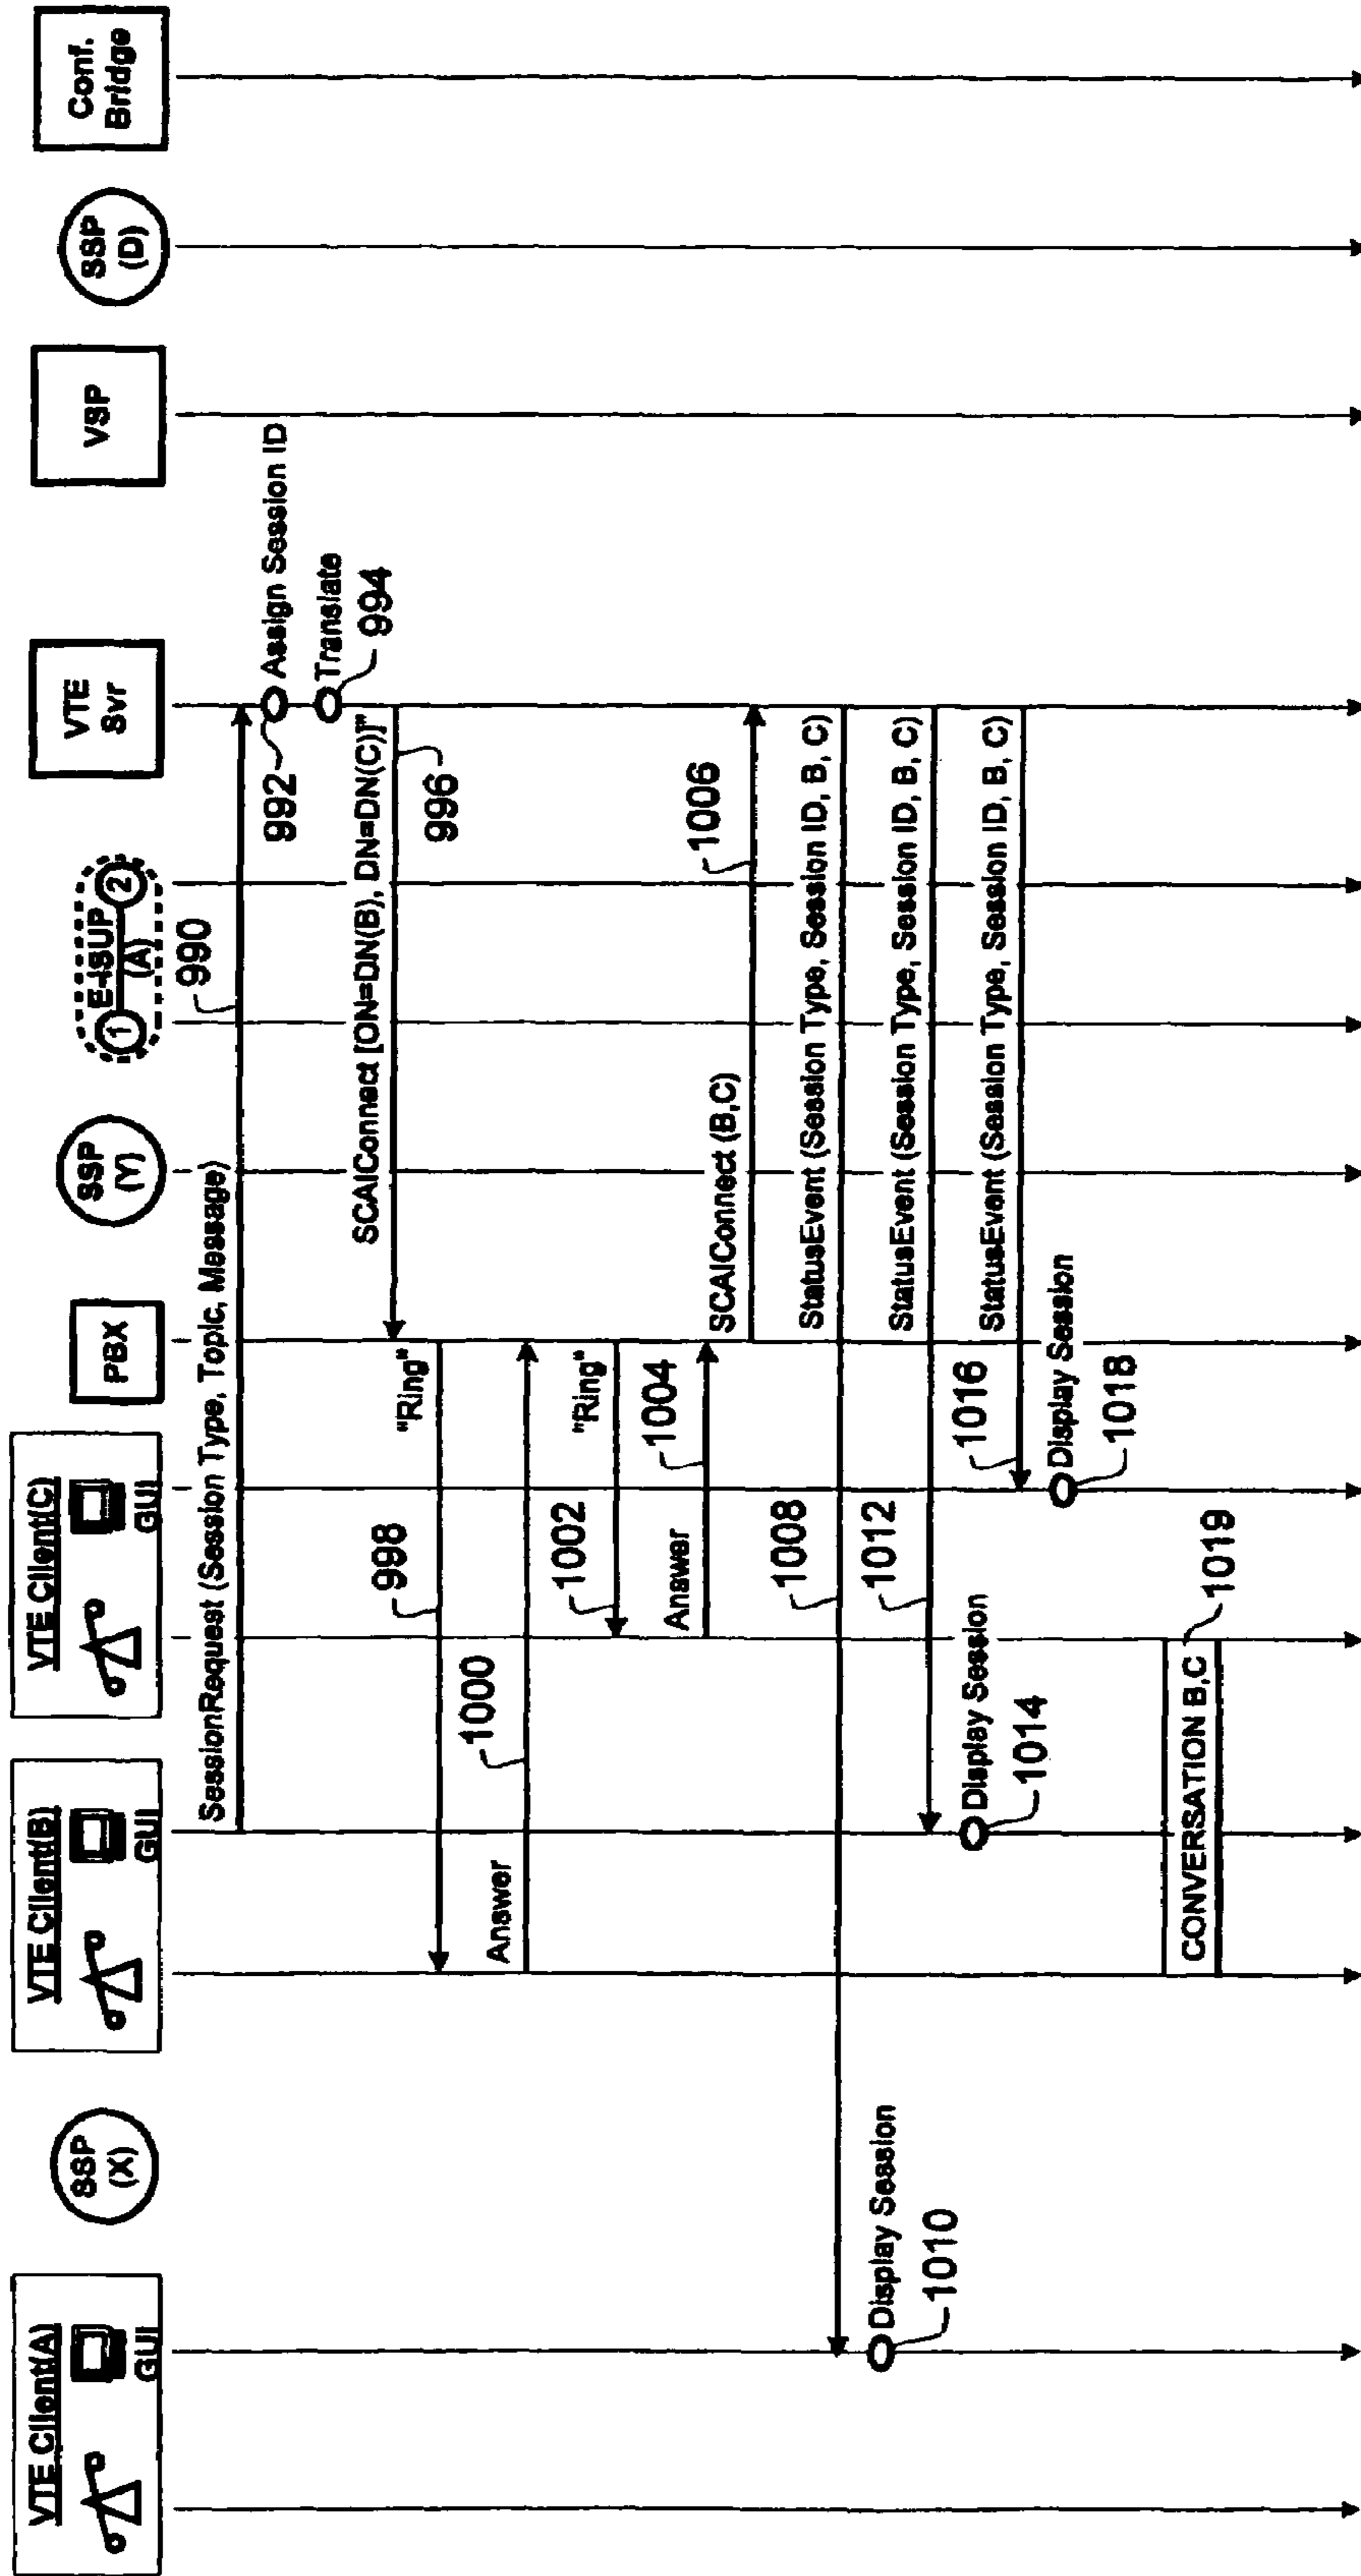 VTE Client(A)
GUI
SSP
(X)
VTE Client(B)
GUI
VTE Client(C)
GUI
PBX
SSP
(Y)
E-ISUP
(A)
1
2
VTE
Svr
VSP
SSP
(D)
Conf.
Bridge
SessionRequest (Session Type, Topic, Message)
990
992
Assign Session ID
Translate
994
SCAIConnect [ON=DN(B), DN=DN(C)]"
996
"Ring"
998
Answer
1000
"Ring"
1002
Answer
1004
SCAIConnect (B,C)
1006
StatusEvent (Session Type, Session ID, B, C)
1008
Display Session
1010
StatusEvent (Session Type, Session ID, B, C)
1012
Display Session
1014
StatusEvent (Session Type, Session ID, B, C)
1016
Display Session
1018
CONVERSATION B,C
1019